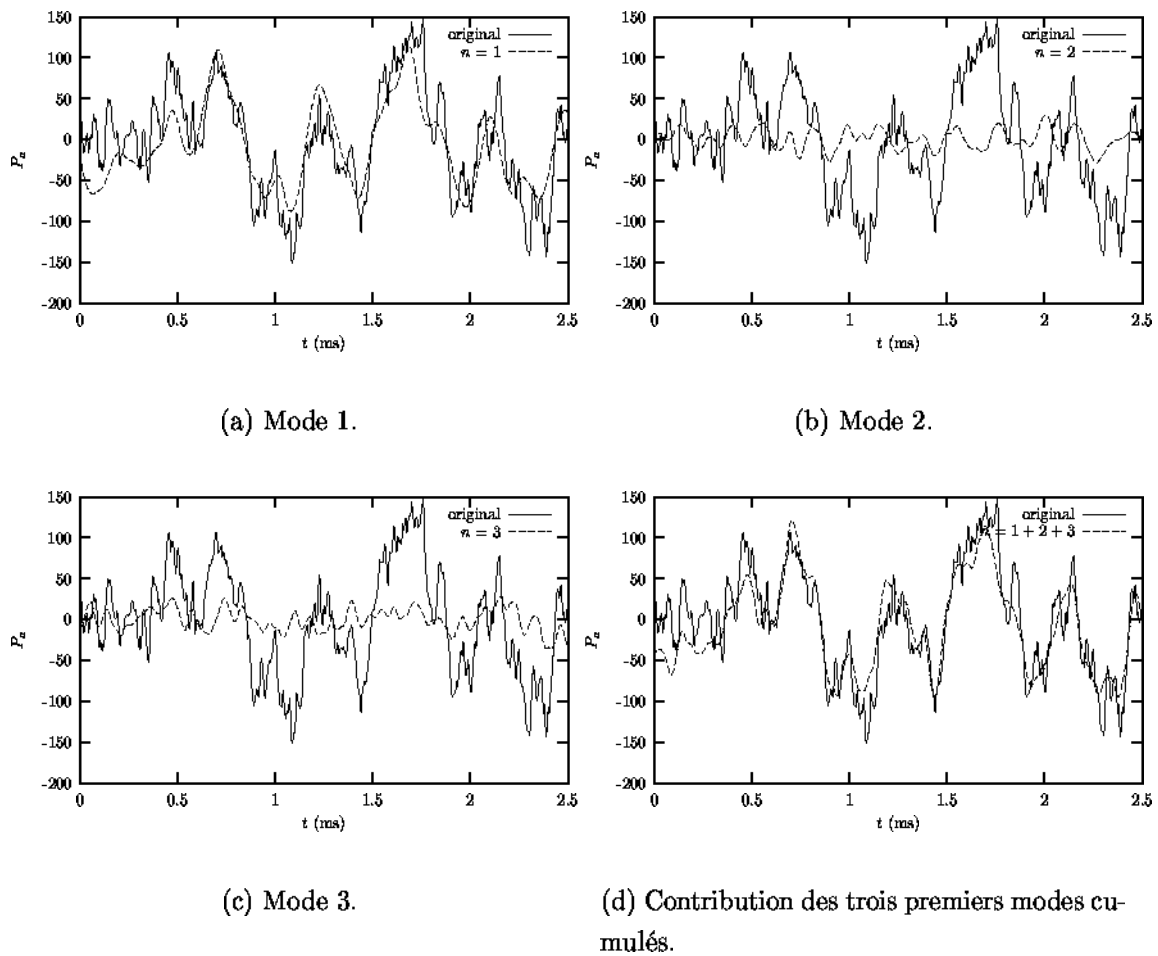 150
100
50
0
-50
-100
-150
-200
P_a
original
n = 1
0 0.5 1 1.5 2 2.5
t (ms)
(a) Mode 1.
150
100
50
0
-50
-100
-150
-200
P_a
original
n = 2
0 0.5 1 1.5 2 2.5
t (ms)
(b) Mode 2.
150
100
50
0
-50
-100
-150
-200
P_a
original
n = 3
0 0.5 1 1.5 2 2.5
t (ms)
(c) Mode 3.
150
100
50
0
-50
-100
-150
-200
P_a
original
= 1 + 2 + 3
0 0.5 1 1.5 2 2.5
t (ms)
(d) Contribution des trois premiers modes cu-
mulés.